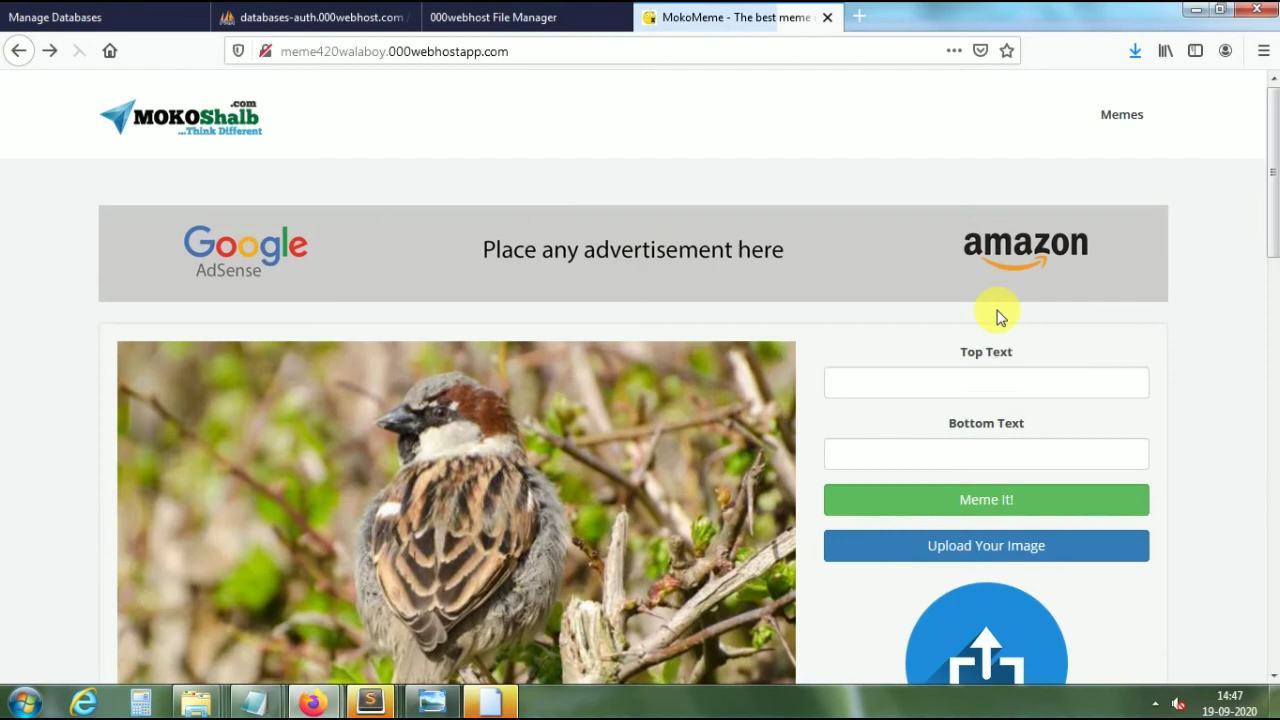 Manage Databases
databases-auth.000webhost.com /
000webhost File Manager
MokoMeme - The best meme
meme420walaboy.000webhostapp.com
MOKOShalb
.com
...Think Different
Memes
Google
AdSense
Place any advertisement here
amazon
Top Text
Bottom Text
Meme It!
Upload Your Image
14:47
19-09-2020